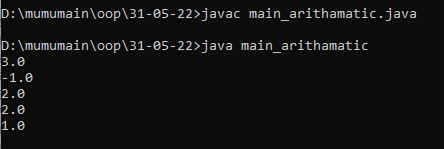 D:\mumumain\oop\31-05-22>javac main_arithamatic.java
D:\mumumain\oop\31-05-22>java main_arithamatic
3.0
-1.0
2.0
2.0
1.0